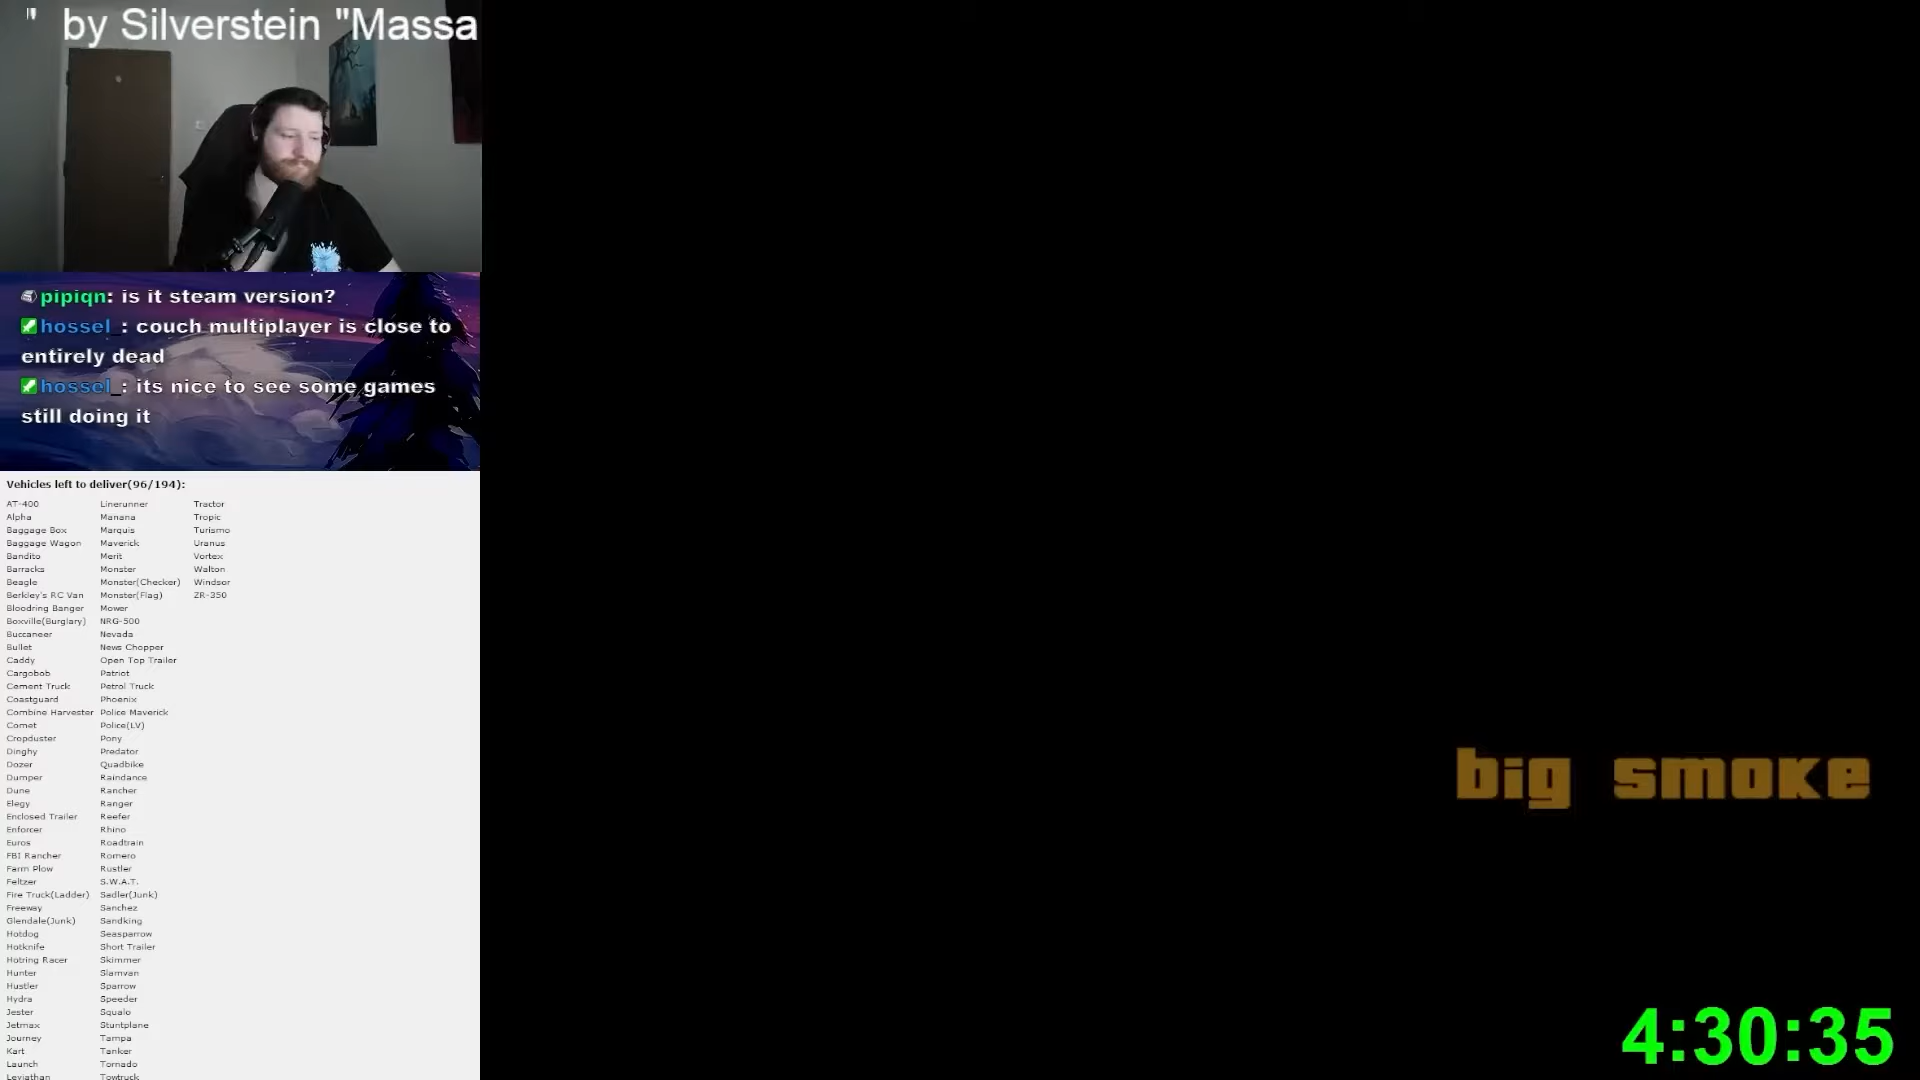 " by Silverstein "Massa
pipiqn: is it steam version?
hossel_: couch multiplayer is close to
entirely dead
hossel_: its nice to see some games
still doing it
Vehicles left to deliver(96/194):
AT-400 Linerunner Tractor
Alpha Manana Tropic
Baggage Box Marquis Turismo
Baggage Wagon Maverick Uranus
Bandito Merit Vortex
Barracks Monster Walton
Beagle Monster(Checker) Windsor
Berkley's RC Van Monster(Flag) ZR-350
Bloodring Banger Mower
Boxville(Burglary) NRG-500
Buccaneer Nevada
Bullet News Chopper
Caddy Open Top Trailer
Cargobob Patriot
Cement Truck Petrol Truck
Coastguard Phoenix
Combine Harvester Police Maverick
Comet Police(LV)
Cropduster Pony
Dinghy Predator
Dozer Quadbike
Dumper Raindance
Dune Rancher
Elegy Ranger
Enclosed Trailer Reefer
Enforcer Rhino
Euros Roadtrain
FBI Rancher Romero
Farm Plow Rustler
Feltzer S.W.A.T.
Fire Truck(Ladder) Sadler(Junk)
Freeway Sanchez
Glendale(Junk) Sandking
Hotdog Seasparrow
Hotknife Short Trailer
Hotring Racer Skimmer
Hunter Slamvan
Hustler Sparrow
Hydra Speeder
Jester Squalo
Jetmax Stuntplane
Journey Tampa
Kart Tanker
Launch Tornado
Leviathan Towtruck
big smoke
4:30:35